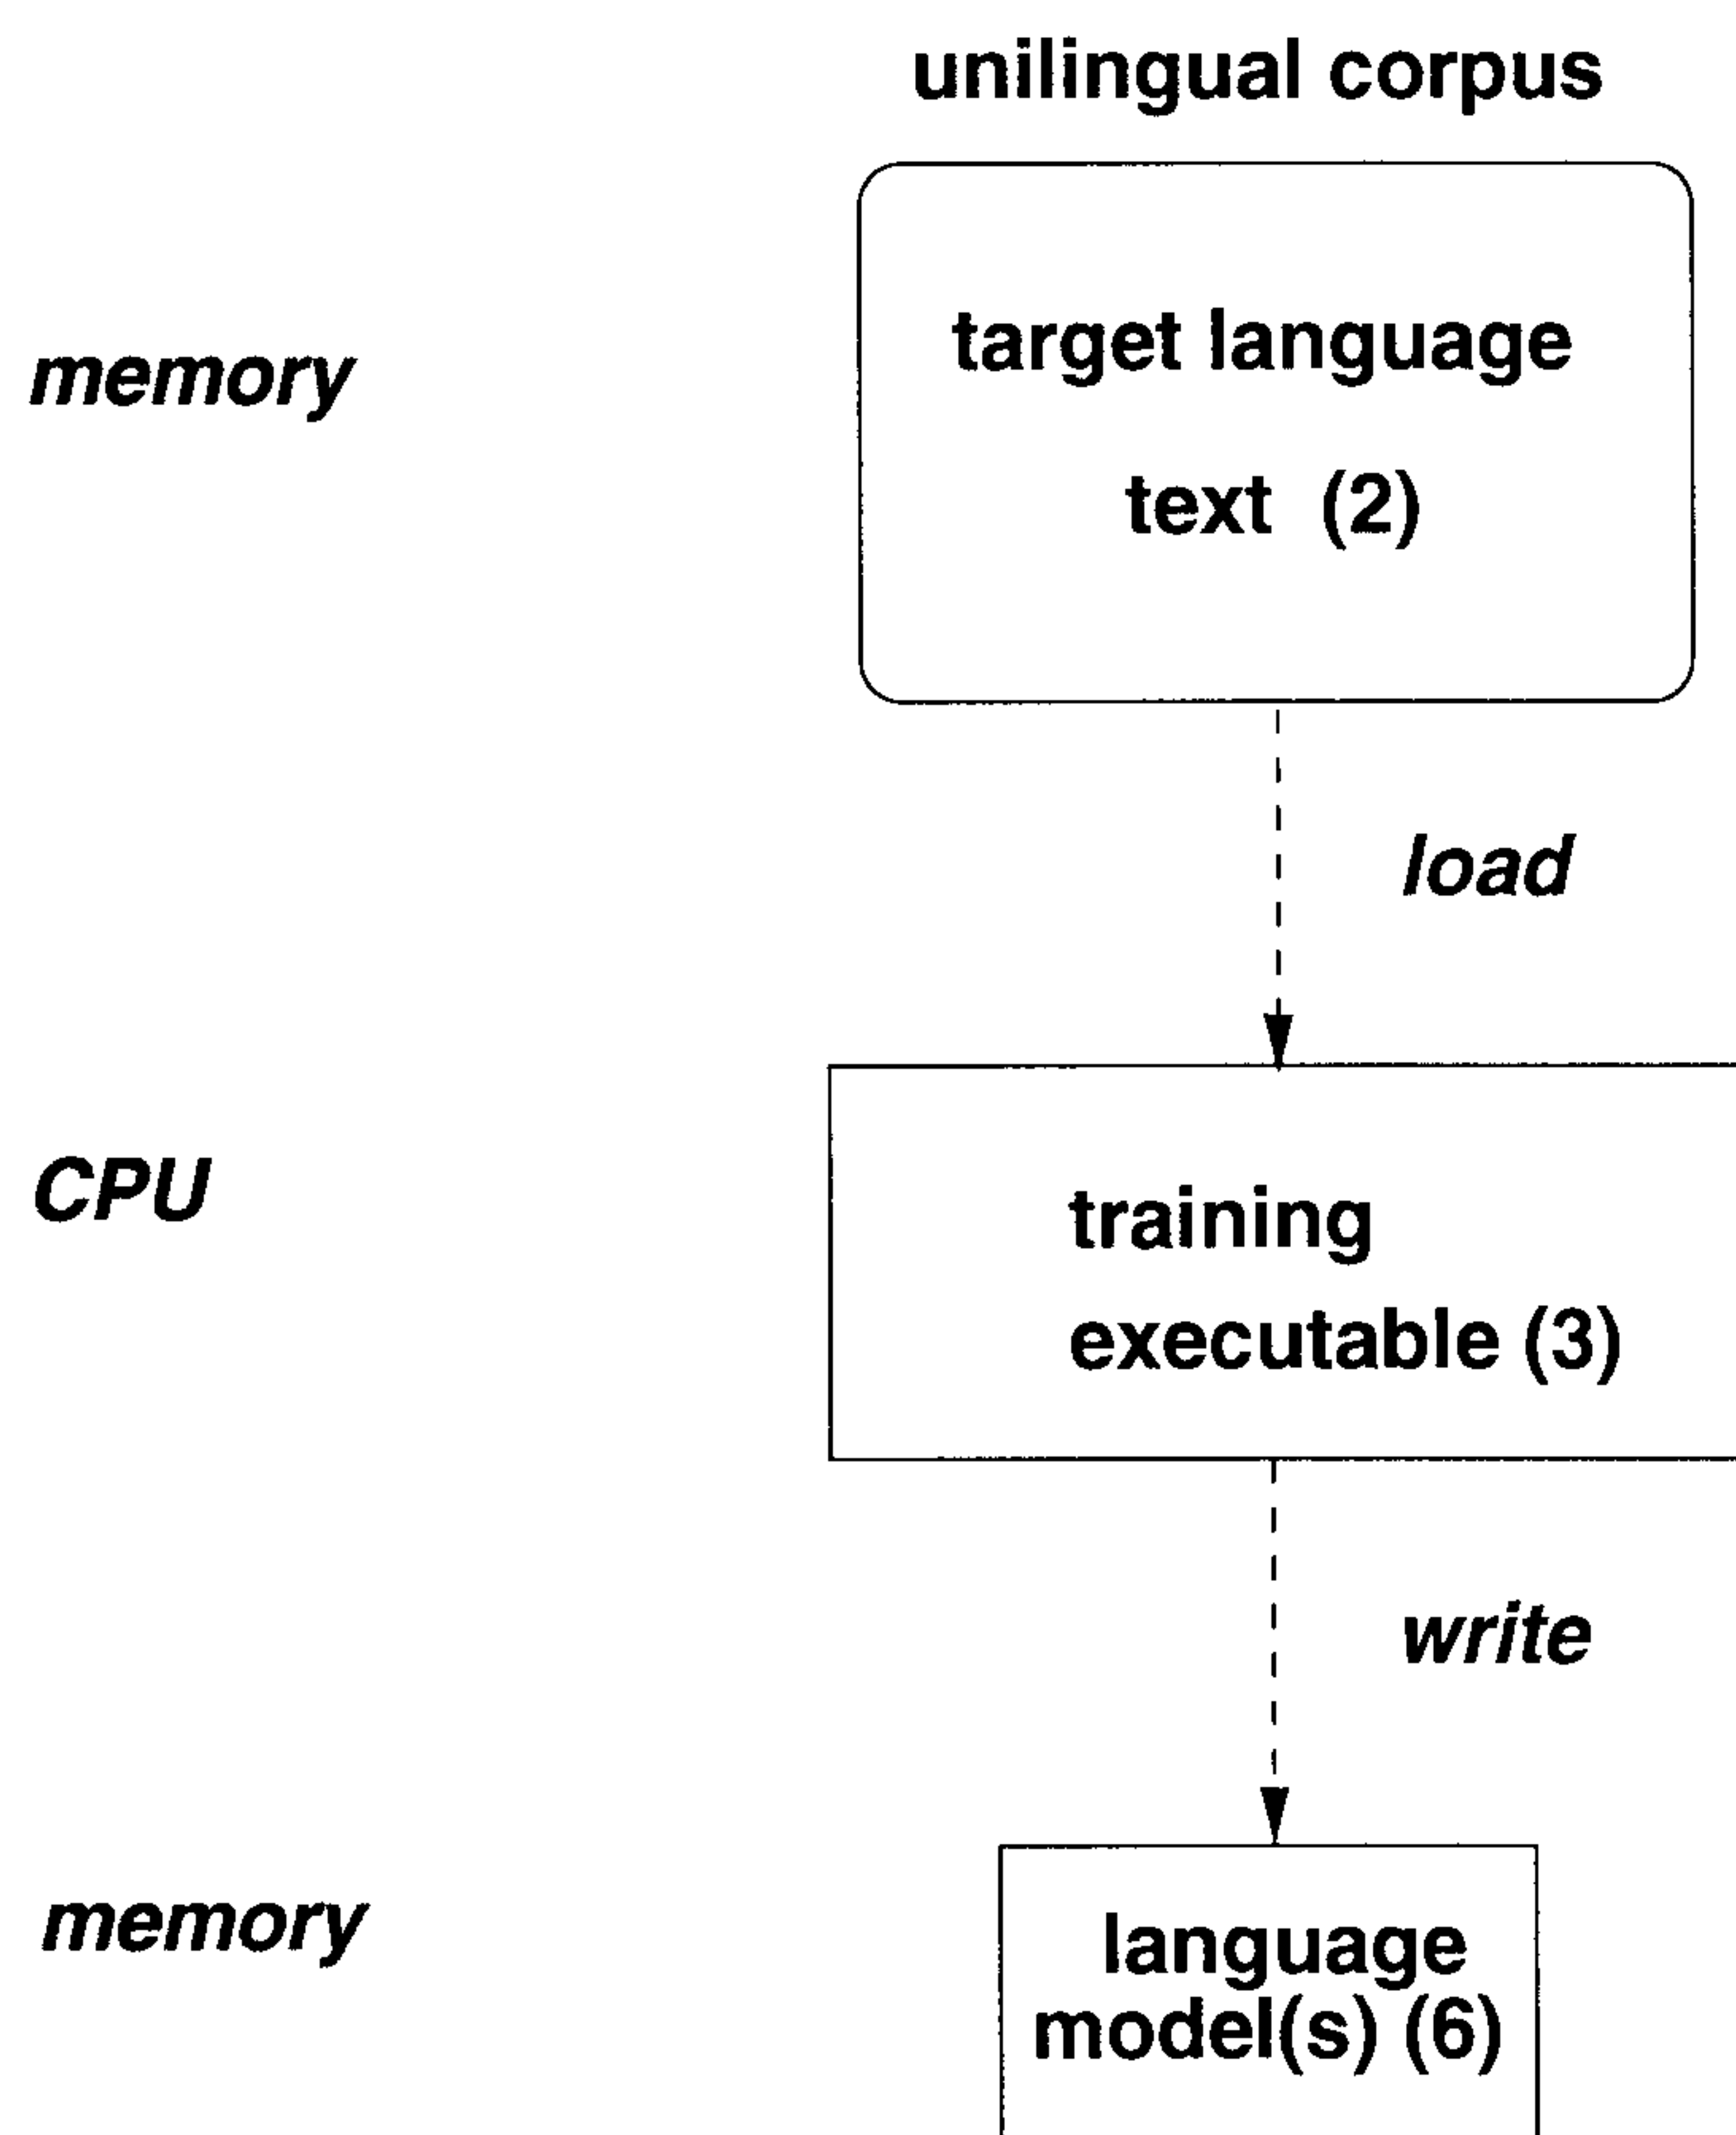 unilingual corpus
memory
target language
text (2)
load
CPU
training
executable (3)
write
memory
language
model(s) (6)